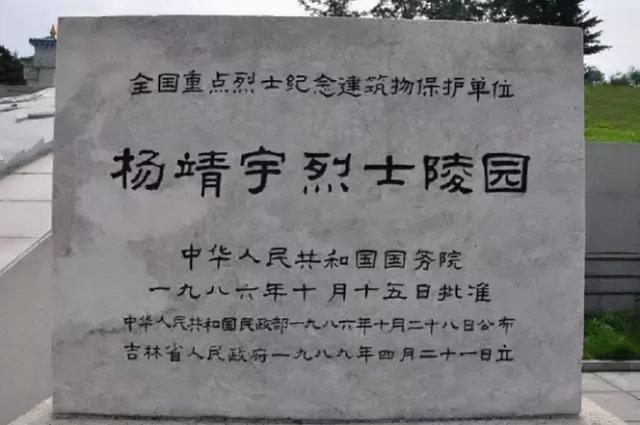 全国重点烈士纪念建筑物保护单位
杨靖宇烈士陵园
中华人民共和国国务院
一九八六年十月十五日批准
中华人民共和国民政部一九八六年十月二十八日公布
吉林省人民政府一九八九年四月二十一日立